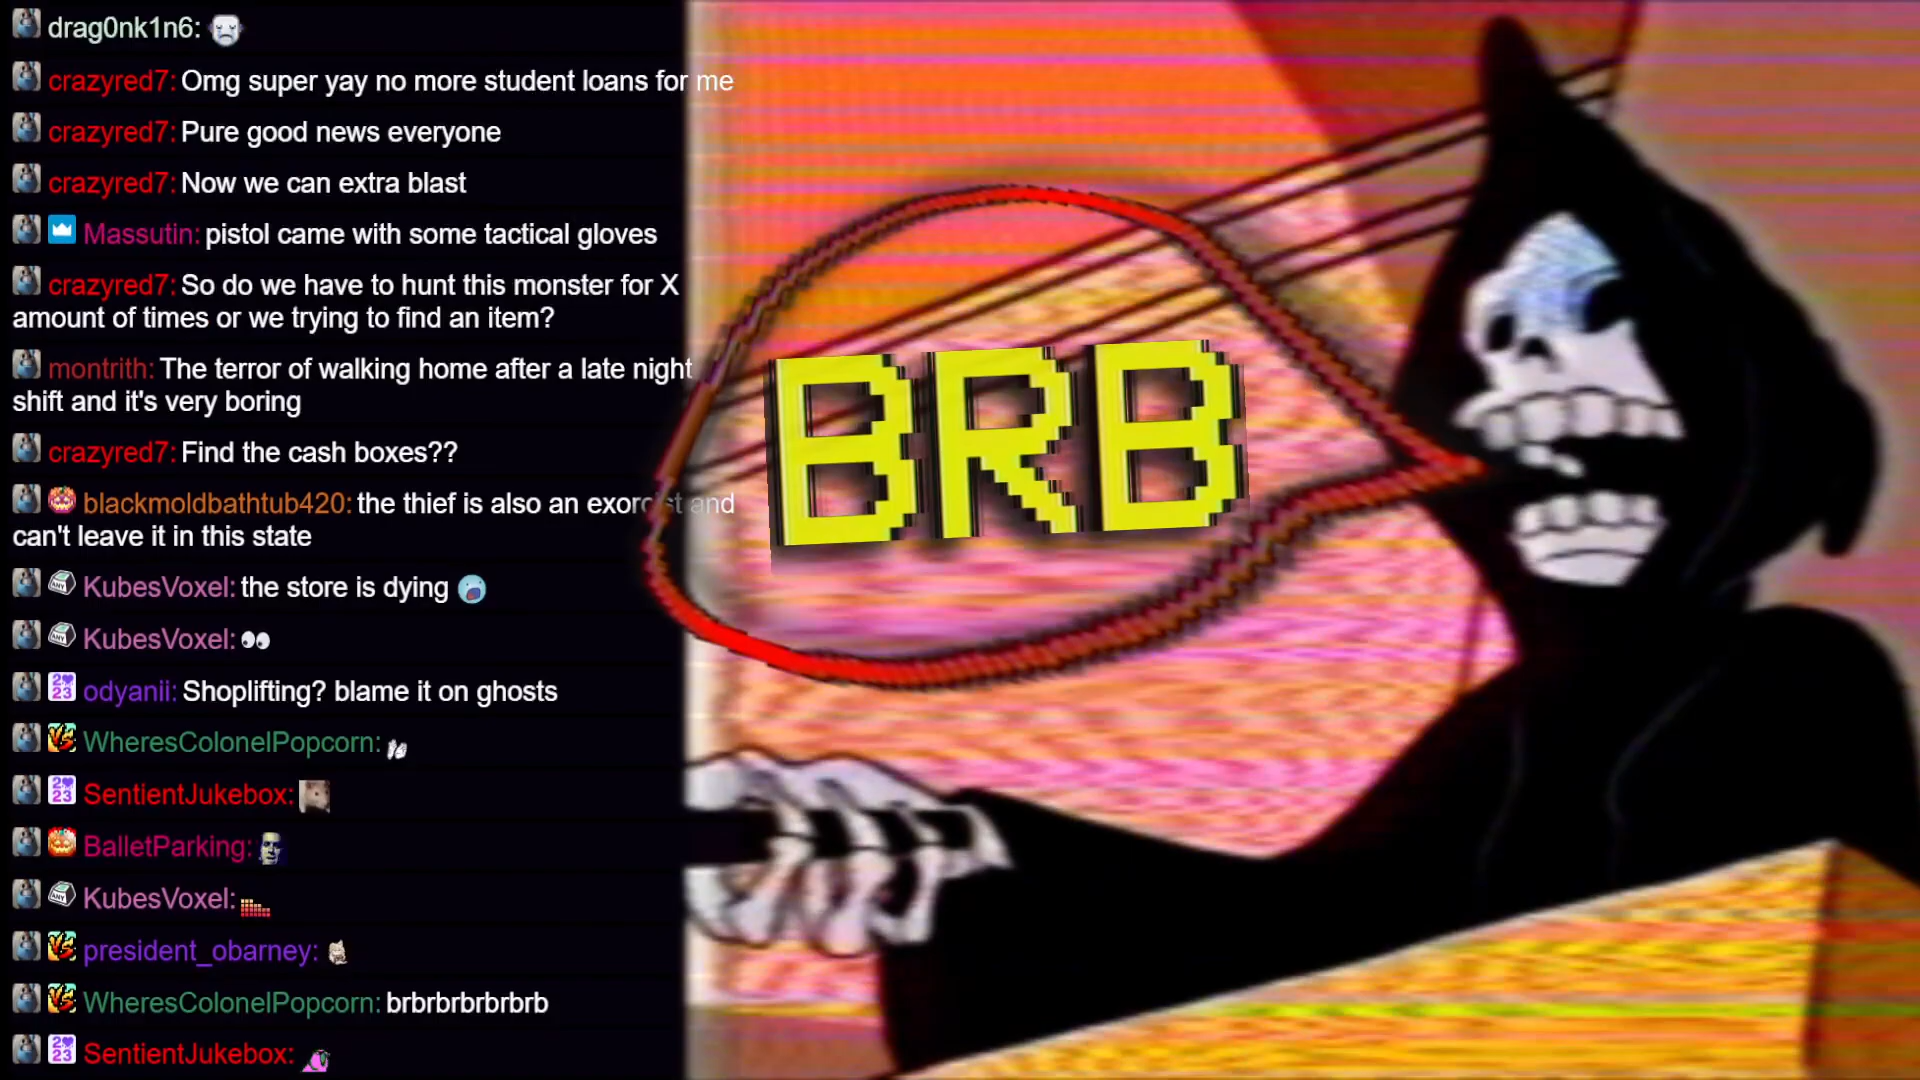 drag0nk1n6:
crazyred7: Omg super yay no more student loans for me
crazyred7: Pure good news everyone
crazyred7: Now we can extra blast
Massutin: pistol came with some tactical gloves
crazyred7: So do we have to hunt this monster for X
amount of times or we trying to find an item?
montrith: The terror of walking home after a late night
shift and it's very boring
crazyred7: Find the cash boxes??
blackmoldbathtub420: the thief is also an exorcist and
can't leave it in this state
KubesVoxel: the store is dying
KubesVoxel: 👀
odyanii: Shoplifting? blame it on ghosts
WheresColonelPopcorn:
SentientJukebox:
BalletParking:
KubesVoxel:
president_obarney:
WheresColonelPopcorn: brbrbrbrbrbrb
SentientJukebox:
BRB